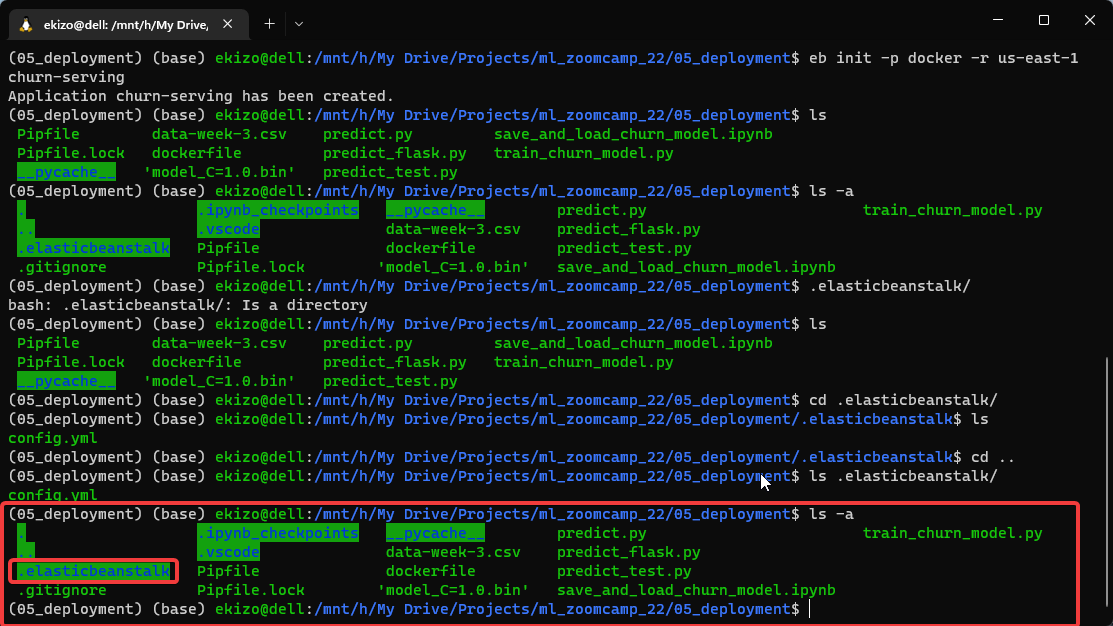 ekizo@dell: /mnt/h/My Drive,
(05_deployment) (base) ekizo@dell:/mnt/h/My Drive/Projects/ml_zoomcamp_22/05_deployment$ eb init -p docker -r us-east-1
churn-serving
Application churn-serving has been created.
(05_deployment) (base) ekizo@dell:/mnt/h/My Drive/Projects/ml_zoomcamp_22/05_deployment$ ls
Pipfile data-week-3.csv predict.py save_and_load_churn_model.ipynb
Pipfile.lock dockerfile predict_flask.py train_churn_model.py
__pycache__ 'model_C=1.0.bin' predict_test.py
(05_deployment) (base) ekizo@dell:/mnt/h/My Drive/Projects/ml_zoomcamp_22/05_deployment$ ls -a
. .ipynb_checkpoints __pycache__ predict.py train_churn_model.py
.. .vscode data-week-3.csv predict_flask.py
.elasticbeanstalk Pipfile dockerfile predict_test.py
.gitignore Pipfile.lock 'model_C=1.0.bin' save_and_load_churn_model.ipynb
(05_deployment) (base) ekizo@dell:/mnt/h/My Drive/Projects/ml_zoomcamp_22/05_deployment$ .elasticbeanstalk/
bash: .elasticbeanstalk/: Is a directory
(05_deployment) (base) ekizo@dell:/mnt/h/My Drive/Projects/ml_zoomcamp_22/05_deployment$ ls
Pipfile data-week-3.csv predict.py save_and_load_churn_model.ipynb
Pipfile.lock dockerfile predict_flask.py train_churn_model.py
__pycache__ 'model_C=1.0.bin' predict_test.py
(05_deployment) (base) ekizo@dell:/mnt/h/My Drive/Projects/ml_zoomcamp_22/05_deployment$ cd .elasticbeanstalk/
(05_deployment) (base) ekizo@dell:/mnt/h/My Drive/Projects/ml_zoomcamp_22/05_deployment/.elasticbeanstalk$ ls
config.yml
(05_deployment) (base) ekizo@dell:/mnt/h/My Drive/Projects/ml_zoomcamp_22/05_deployment/.elasticbeanstalk$ cd ..
(05_deployment) (base) ekizo@dell:/mnt/h/My Drive/Projects/ml_zoomcamp_22/05_deployment$ ls .elasticbeanstalk/
config.yml
(05_deployment) (base) ekizo@dell:/mnt/h/My Drive/Projects/ml_zoomcamp_22/05_deployment$ ls -a
. .ipynb_checkpoints __pycache__ predict.py train_churn_model.py
.. .vscode data-week-3.csv predict_flask.py
.elasticbeanstalk Pipfile dockerfile predict_test.py
.gitignore Pipfile.lock 'model_C=1.0.bin' save_and_load_churn_model.ipynb
(05_deployment) (base) ekizo@dell:/mnt/h/My Drive/Projects/ml_zoomcamp_22/05_deployment$